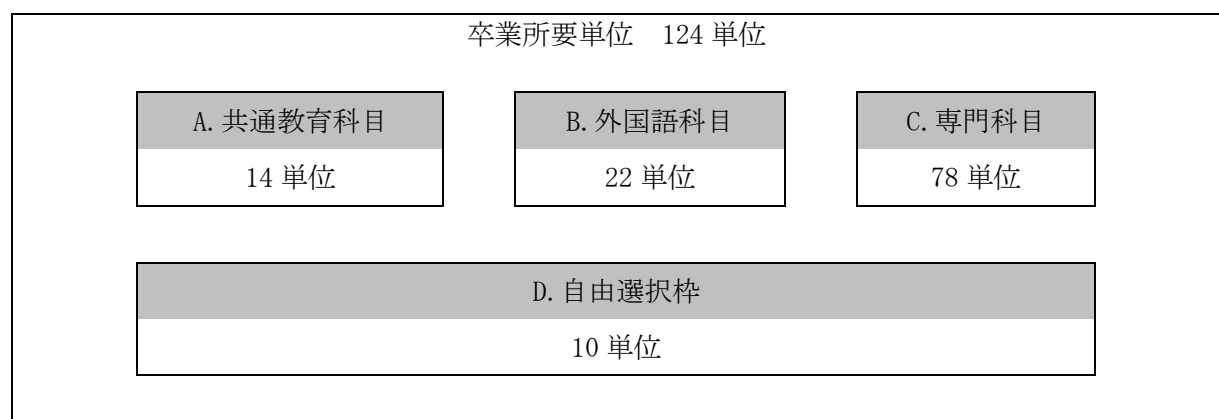 卒業所要単位　124 単位
A.共通教育科目
B.外国語科目
C.専門科目
14 単位
22 単位
78 単位
D.自由選択枠
10 単位